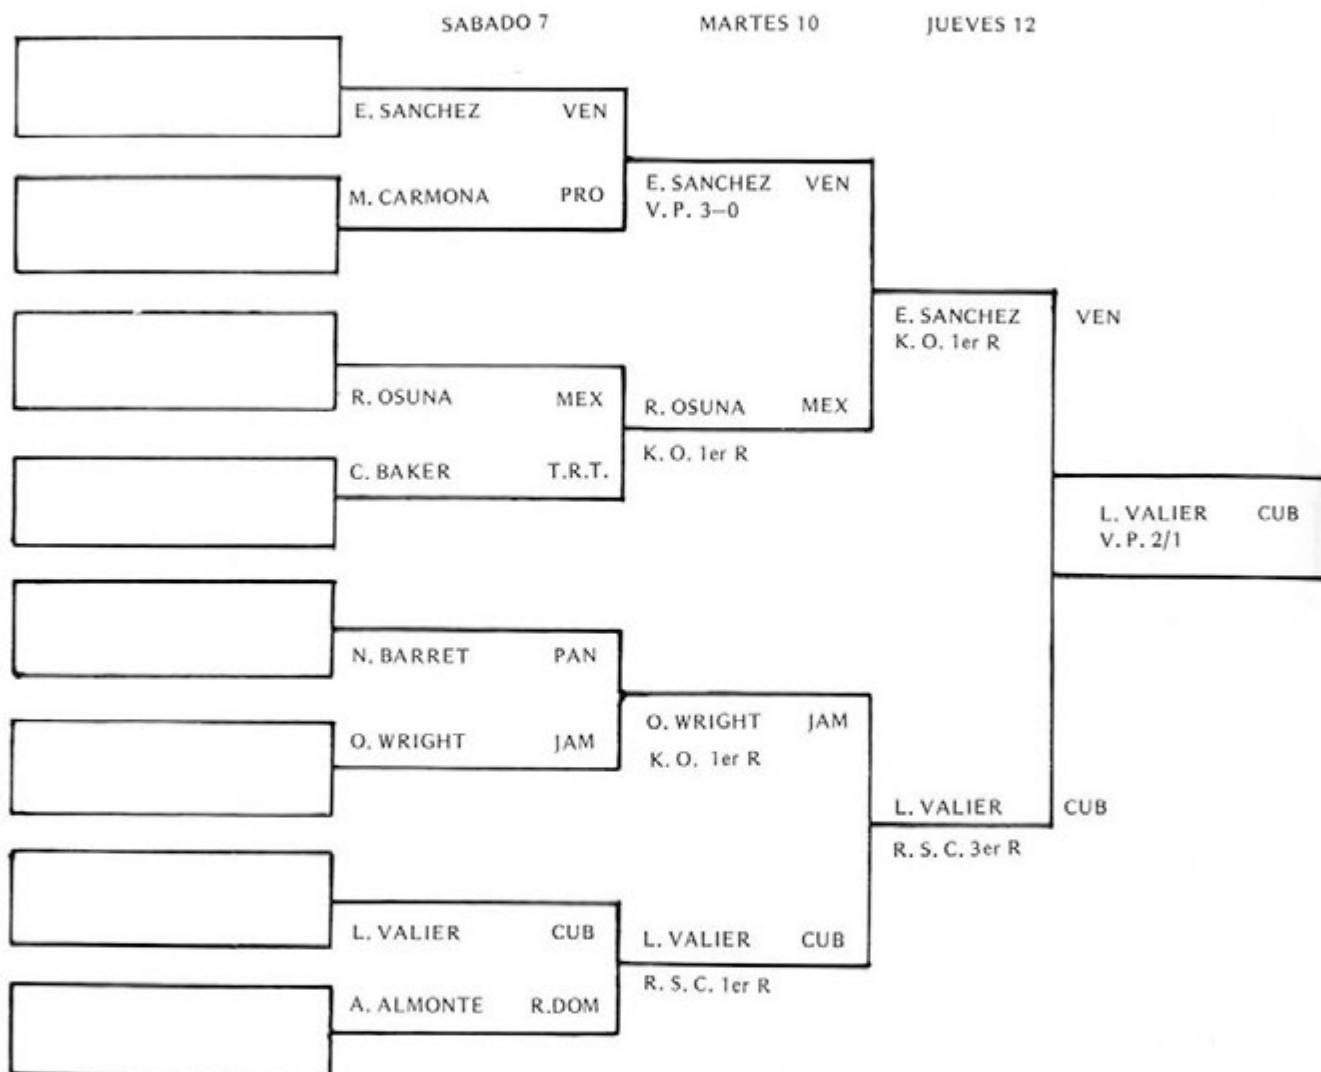 SABADO 7 MARTES 10 JUEVES 12
E. SANCHEZ VEN
M. CARMONA PRO
R. OSUNA MEX
C. BAKER T.R.T.
N. BARRET PAN
O. WRIGHT JAM
L. VALIER CUB
A. ALMONTE R.DOM
E. SANCHEZ VEN
V. P. 3–0
R. OSUNA MEX
K. O. 1er R
O. WRIGHT JAM
K. O. 1er R
L. VALIER CUB
R. S. C. 1er R
E. SANCHEZ VEN
K. O. 1er R
L. VALIER CUB
R. S. C. 3er R
L. VALIER CUB
V. P. 2/1